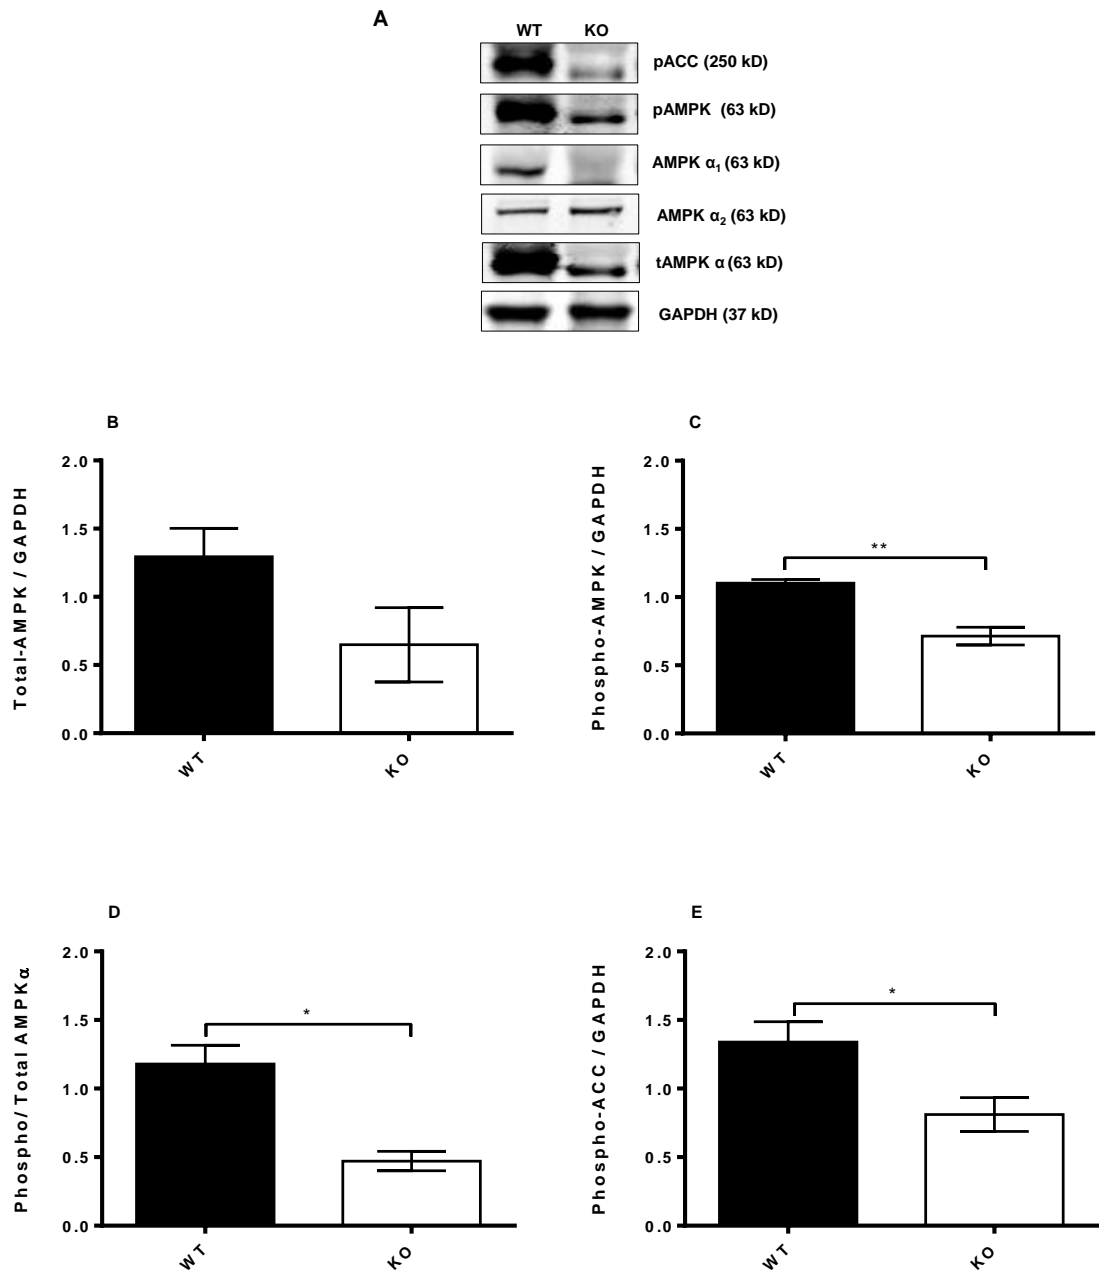 A
WT KO
pACC (250 kD)
pAMPK (63 kD)
AMPK α1 (63 kD)
AMPK α2 (63 kD)
tAMPK α (63 kD)
GAPDH (37 kD)
B
Total-AMPK / GAPDH
2.0
1.5
1.0
0.5
0.0
WT
KO
C
Phospho-AMPK / GAPDH
2.0
1.5
1.0
0.5
0.0
**
WT
KO
D
Phospho/ Total AMPKα
2.0
1.5
1.0
0.5
0.0
*
WT
KO
E
Phospho-ACC / GAPDH
2.0
1.5
1.0
0.5
0.0
*
WT
KO